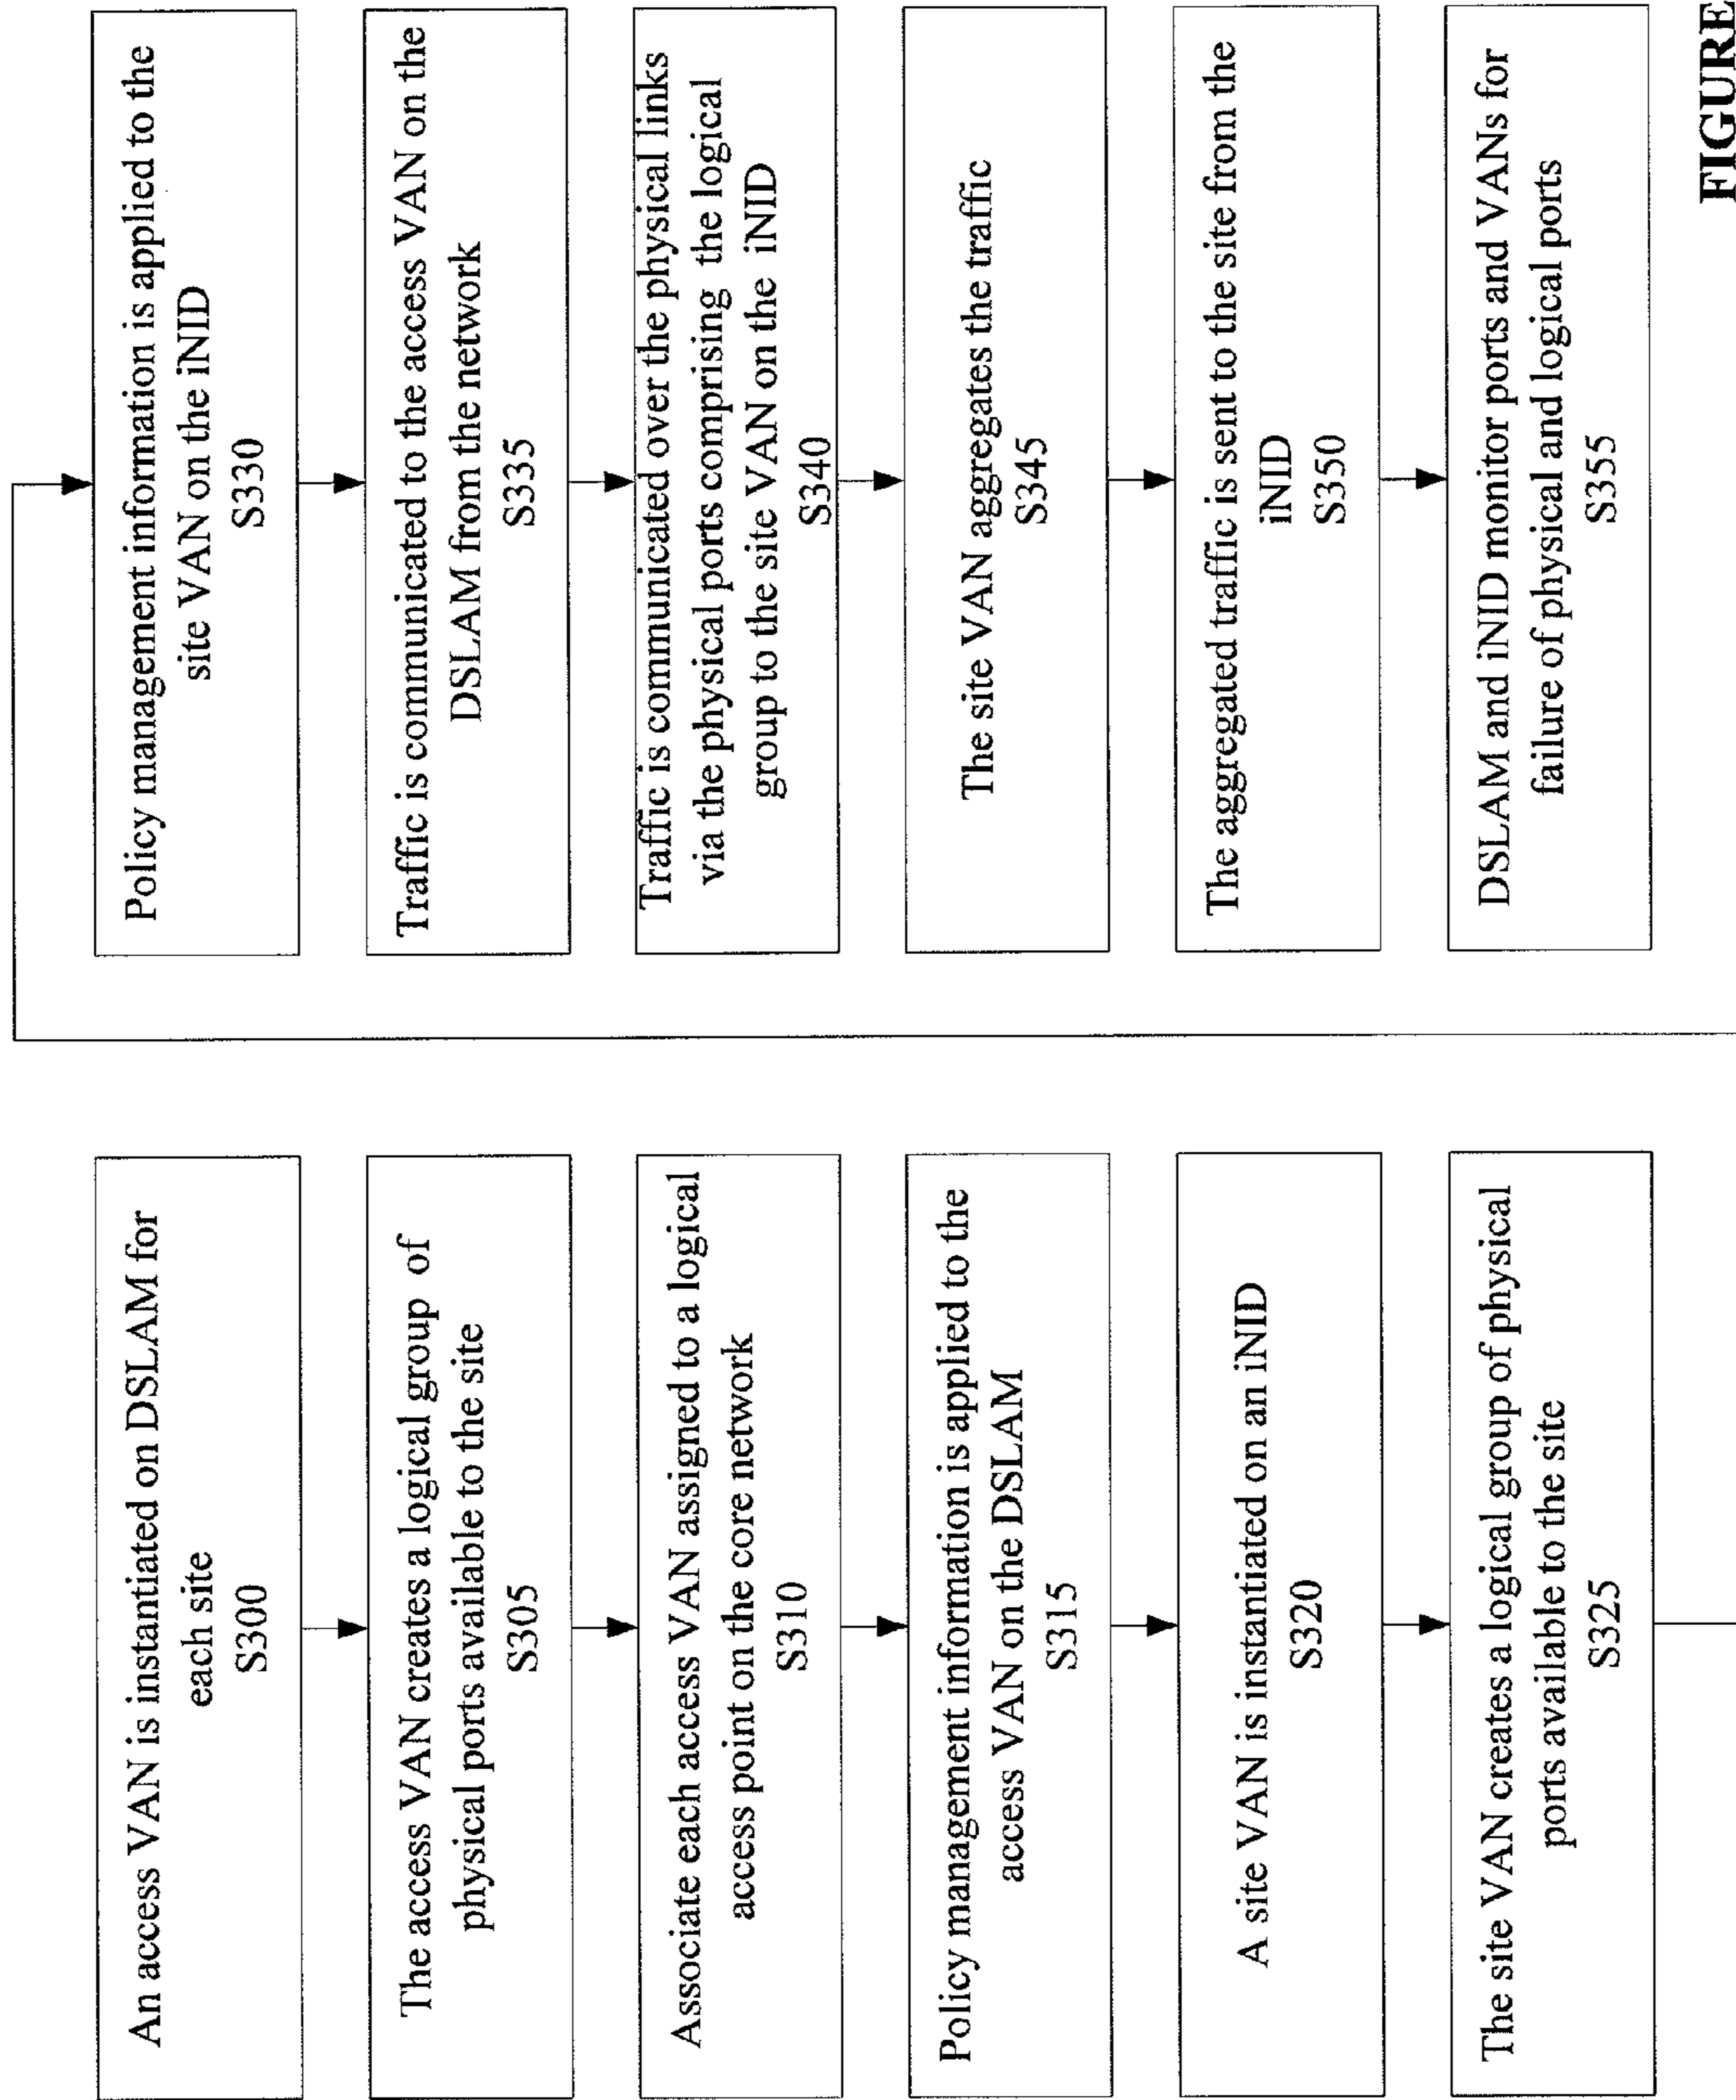 An access VAN is instantiated on DSLAM for
each site
S300
The access VAN creates a logical group of
physical ports available to the site
S305
Associate each access VAN assigned to a logical
access point on the core network
S310
Policy management information is applied to the
access VAN on the DSLAM
S315
A site VAN is instantiated on an iNID
S320
The site VAN creates a logical group of physical
ports available to the site
S325
Policy management information is applied to the
site VAN on the iNID
S330
Traffic is communicated to the access VAN on the
DSLAM from the network
S335
Traffic is communicated over the physical links
via the physical ports comprising the logical
group to the site VAN on the iNID
S340
The site VAN aggregates the traffic
S345
The aggregated traffic is sent to the site from the
iNID
S350
DSLAM and iNID monitor ports and VANs for
failure of physical and logical ports
S355
FIGURE